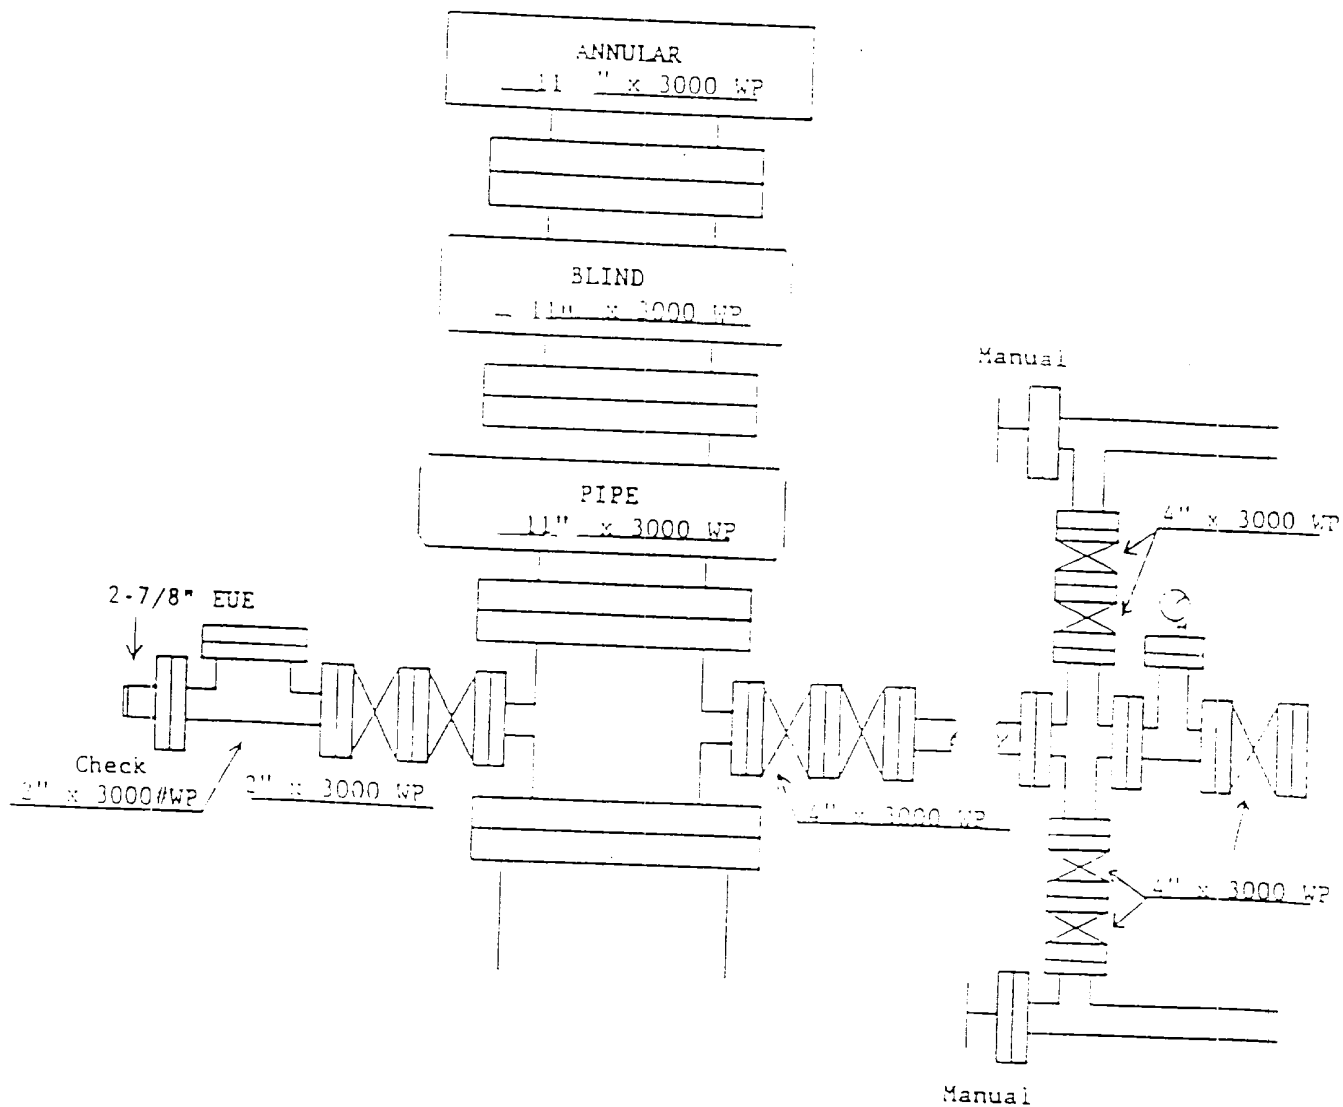 ANNULAR
11 " x 3000 WP
BLIND
11" x 3000 WP
Manual
PIPE
11" x 3000 WP
4" x 3000 WP
2-7/8" EUE
Check
2" x 3000#WP
2" x 3000 WP
4" x 3000 WP
4" x 3000 WP
Manual